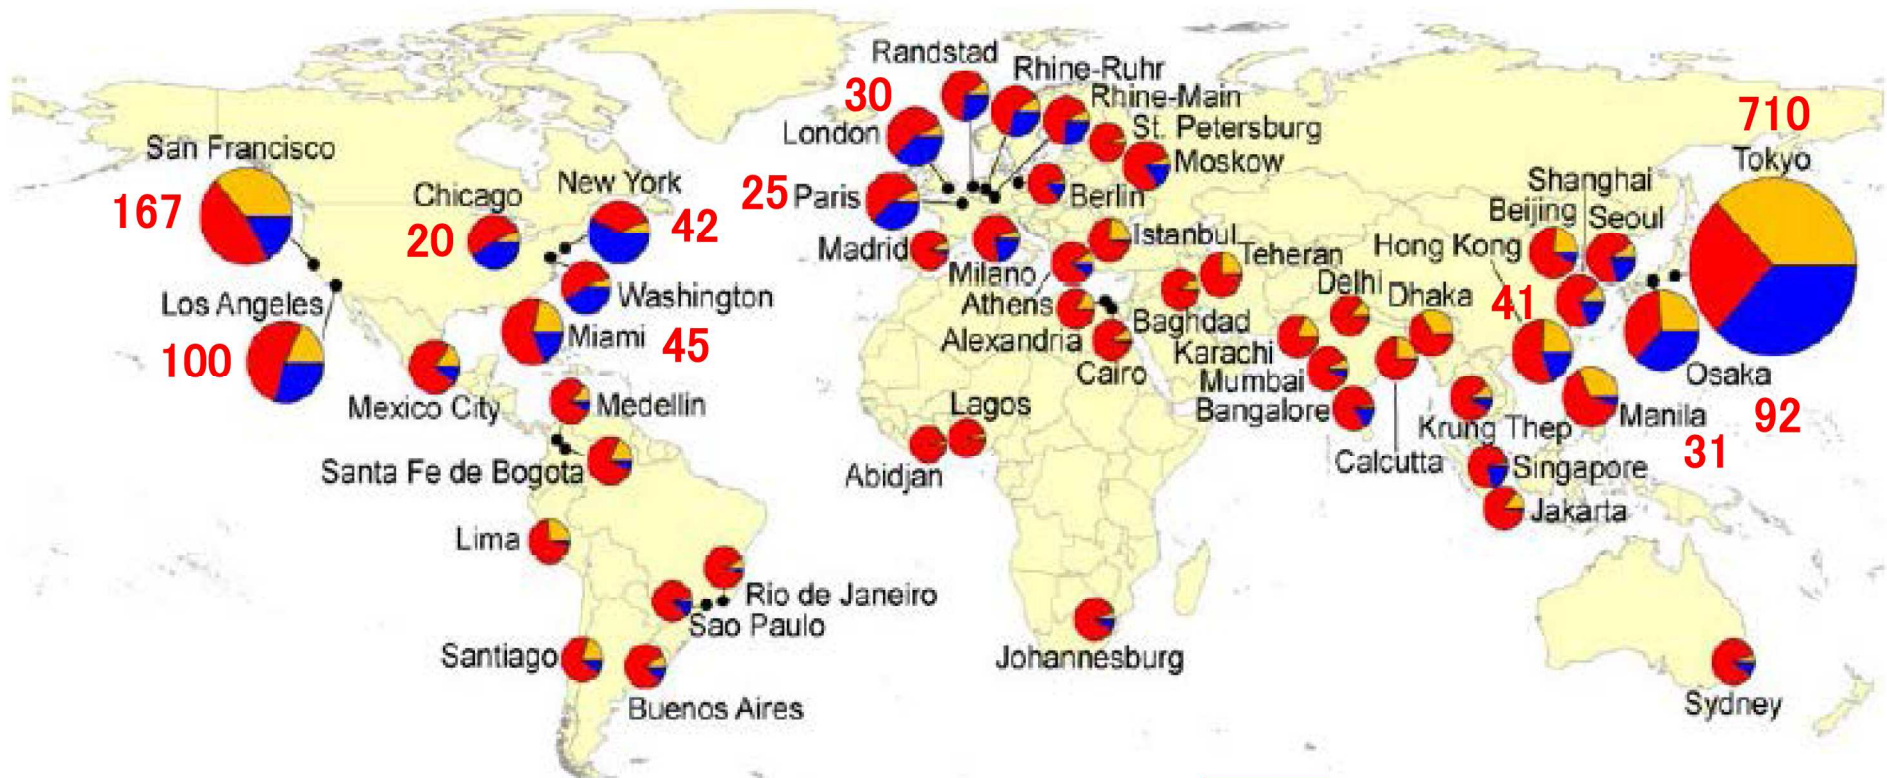 Randstad
Rhine-Ruhr
30
Rhine-Main
710
London
St. Petersburg
San Francisco
Moskow
Tokyo
Chicago
New York
25
Paris
Berlin
Shanghai
167
20
42
Beijing
Seoul
Madrid
Istanbul
Hong Kong
Milano
Teheran
Los Angeles
Washington
Athens
Delhi
Dhaka
41
Miami
45
Alexandria
Baghdad
100
Karachi
Cairo
Mumbai
Osaka
Mexico City
Medellin
Lagos
Bangalore
Manila
92
Krung Thep
Santa Fe de Bogota
Abidjan
Calcutta
Singapore
31
Jakarta
Lima
Rio de Janeiro
Sao Paulo
Santiago
Johannesburg
Buenos Aires
Sydney